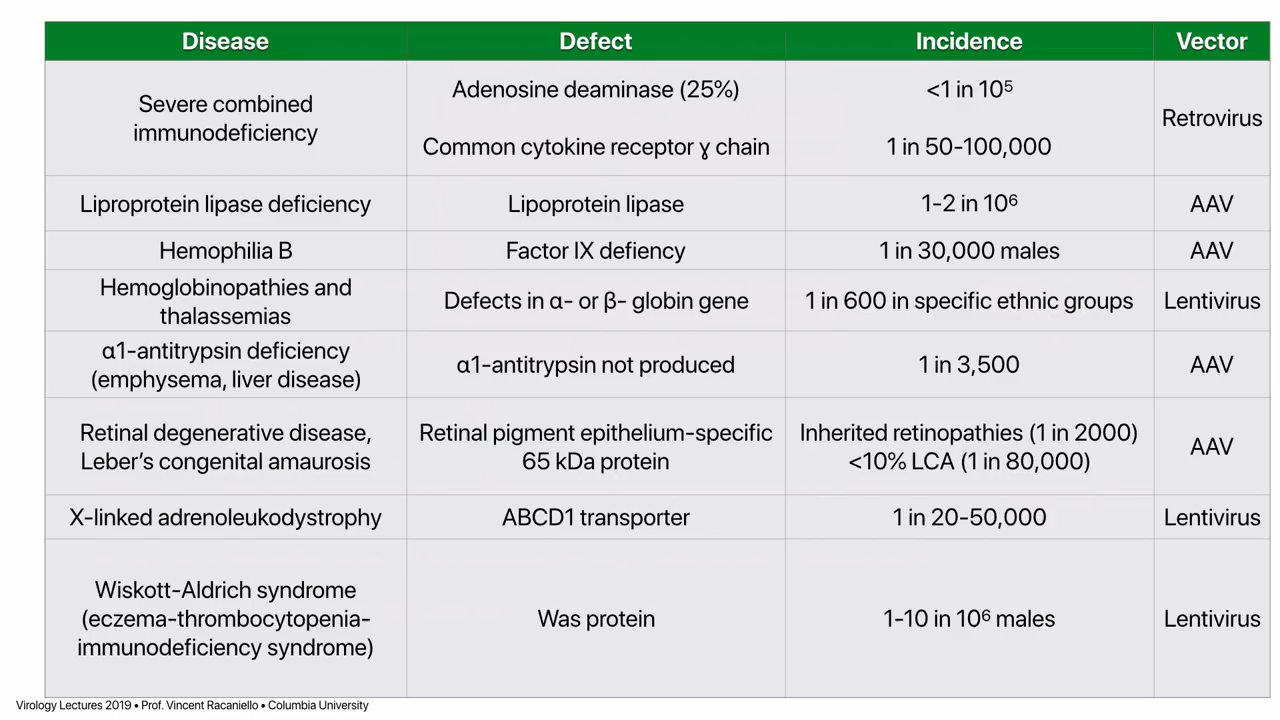 Disease Defect Incidence Vector
Severe combined
immunodeficiency
Adenosine deaminase (25%)
Common cytokine receptor ɣ chain
<1 in 10⁵
1 in 50-100,000
Retrovirus
Liproprotein lipase deficiency
Lipoprotein lipase
1-2 in 10⁶
AAV
Hemophilia B
Factor IX defiency
1 in 30,000 males
AAV
Hemoglobinopathies and
thalassemias
Defects in α- or β- globin gene
1 in 600 in specific ethnic groups
Lentivirus
α1-antitrypsin deficiency
(emphysema, liver disease)
α1-antitrypsin not produced
1 in 3,500
AAV
Retinal degenerative disease,
Leber’s congenital amaurosis
Retinal pigment epithelium-specific
65 kDa protein
Inherited retinopathies (1 in 2000)
<10% LCA (1 in 80,000)
AAV
X-linked adrenoleukodystrophy
ABCD1 transporter
1 in 20-50,000
Lentivirus
Wiskott-Aldrich syndrome
(eczema-thrombocytopenia-
immunodeficiency syndrome)
Was protein
1-10 in 10⁶ males
Lentivirus
Virology Lectures 2019 • Prof. Vincent Racaniello • Columbia University